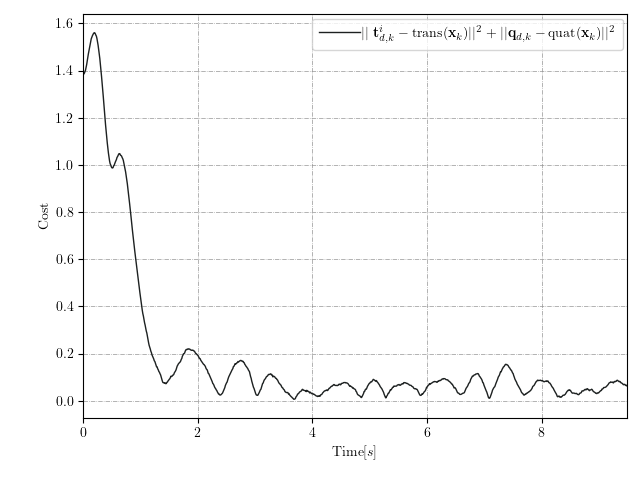 1.6
|| t^i_{d,k} − trans(x_k)||^2 + ||q_{d,k} − quat(x_k)||^2
1.4
1.2
1.0
0.8
Cost
0.6
0.4
0.2
0.0
0 2 4 6 8
Time[s]